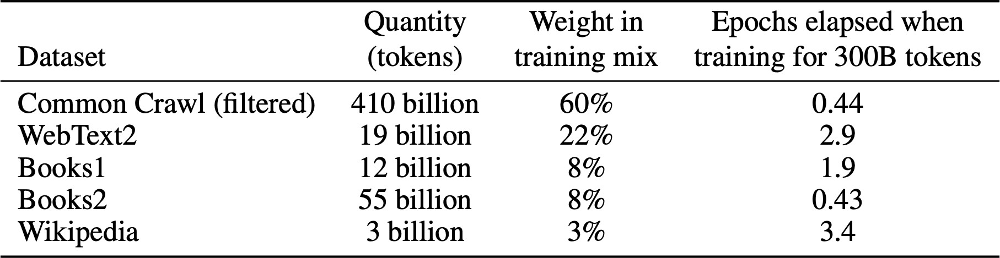 Dataset Quantity (tokens) Weight in training mix Epochs elapsed when training for 300B tokens
Common Crawl (filtered) 410 billion 60% 0.44
WebText2 19 billion 22% 2.9
Books1 12 billion 8% 1.9
Books2 55 billion 8% 0.43
Wikipedia 3 billion 3% 3.4